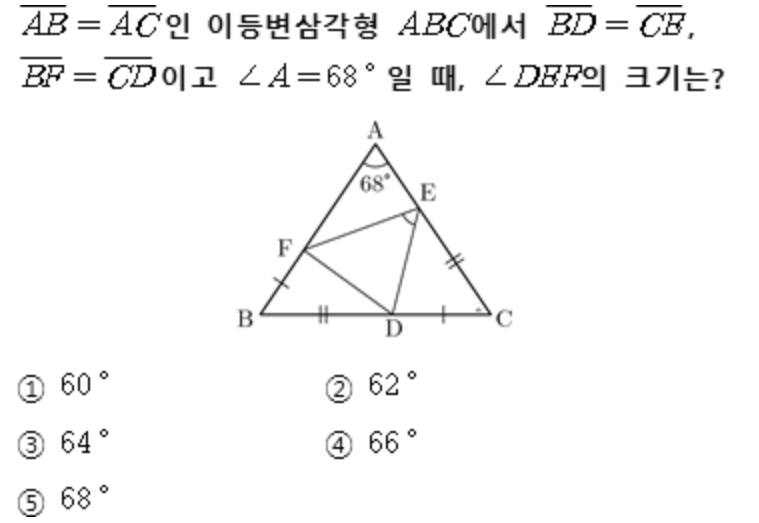 AB = AC인 이등변삼각형 ABC에서 BD = CE,
BF = CD이고 ∠A = 68°일 때, ∠DEF의 크기는?
A
68°
E
F
B
D
C
① 60° ② 62°
③ 64° ④ 66°
⑤ 68°